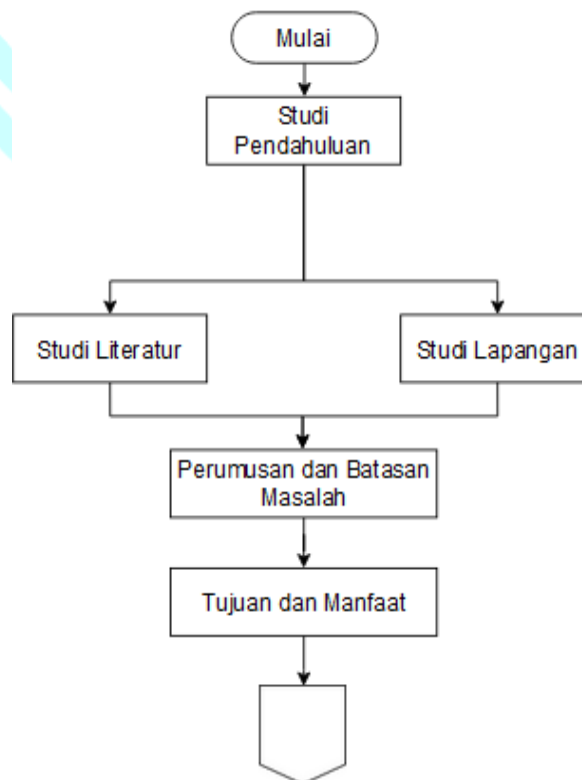 Mulai
Studi
Pendahuluan
Studi Literatur
Studi Lapangan
Perumusan dan Batasan
Masalah
Tujuan dan Manfaat